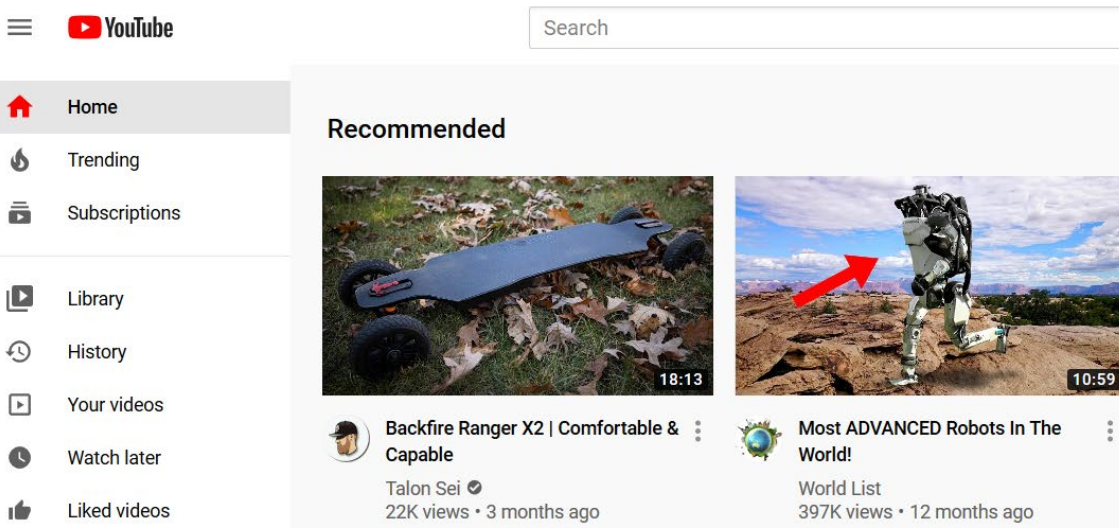 YouTube
Search
Home
Trending
Subscriptions
Library
History
Your videos
Watch later
Liked videos
Recommended
18:13
Backfire Ranger X2 | Comfortable &
Capable
Talon Sei
22K views • 3 months ago
10:59
Most ADVANCED Robots In The
World!
World List
397K views • 12 months ago